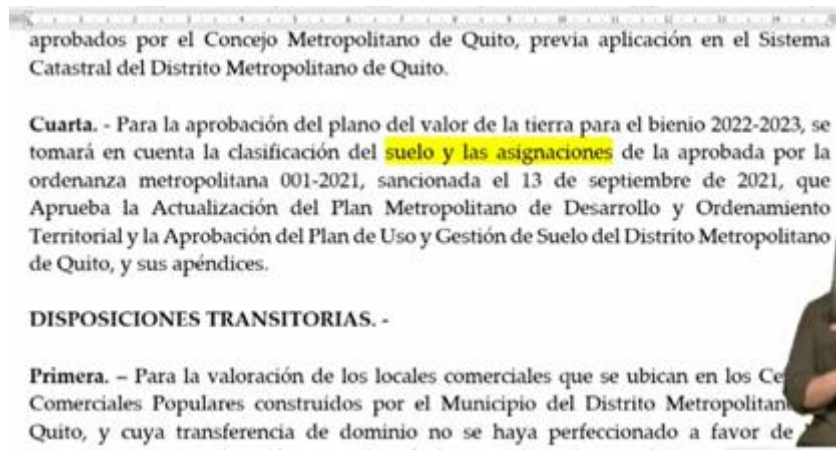 aprobados por el Concejo Metropolitano de Quito, previa aplicación en el Sistema
Catastral del Distrito Metropolitano de Quito.
Cuarta. - Para la aprobación del plano del valor de la tierra para el bienio 2022-2023, se
tomará en cuenta la clasificación del suelo y las asignaciones de la aprobada por la
ordenanza metropolitana 001-2021, sancionada el 13 de septiembre de 2021, que
Aprueba la Actualización del Plan Metropolitano de Desarrollo y Ordenamiento
Territorial y la Aprobación del Plan de Uso y Gestión de Suelo del Distrito Metropolitano
de Quito, y sus apéndices.
DISPOSICIONES TRANSITORIAS. -
Primera. – Para la valoración de los locales comerciales que se ubican en los
Comerciales Populares construidos por el Municipio del Distrito
Quito, y cuya transferencia de dominio no se haya perfeccionado a favor de